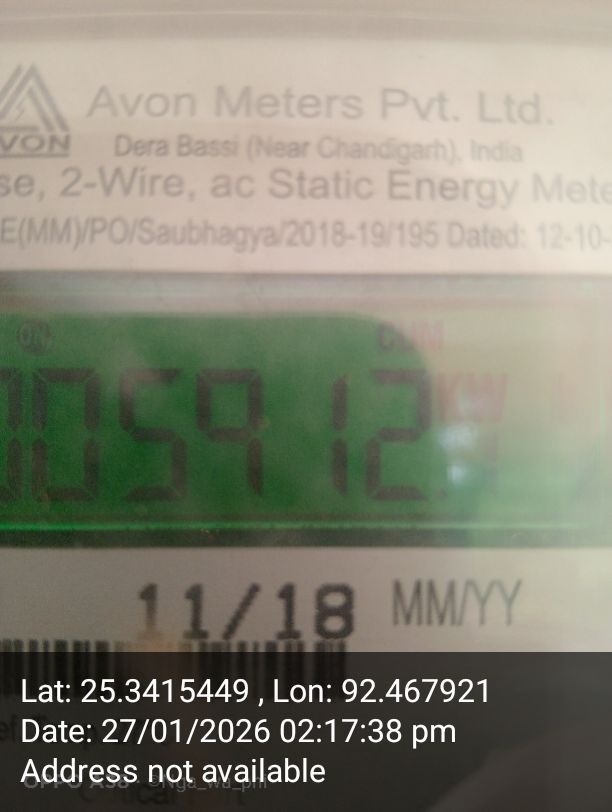 Avon Meters Pvt. Ltd.
AVON
Dera Bassi (Near Chandigarh), India
se, 2-Wire, ac Static Energy Mete
E(MM)/PO/Saubhagya/2018-19/195 Dated: 12-10-
ON CUM
005912 KW
11/18 MM/YY
Lat: 25.3415449 , Lon: 92.467921
Date: 27/01/2026 02:17:38 pm
Address not available